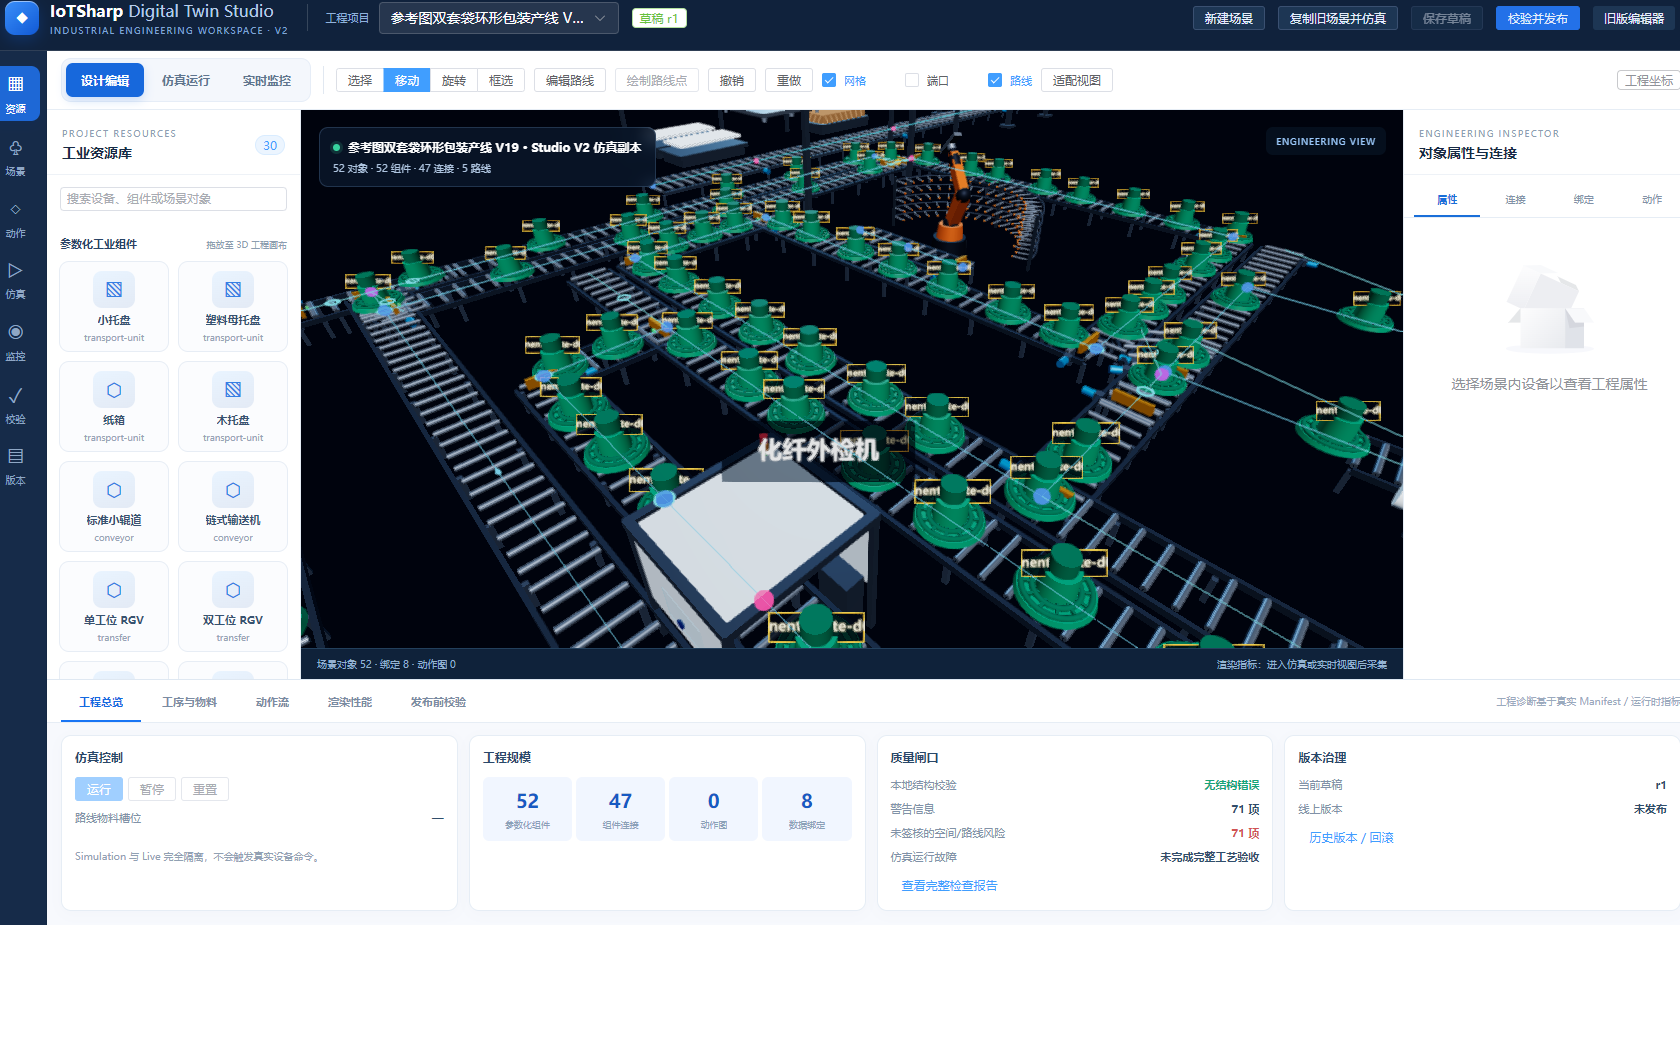 IoTSharp Digital Twin Studio
INDUSTRIAL ENGINEERING WORKSPACE · V2
工程项目
参考图双套袋环形包装产线 V...
草稿 r1
新建场景
复制旧场景并仿真
保存草稿
校验并发布
旧版编辑器
资源
场景
动作
仿真
监控
校验
版本
设计编辑
仿真运行
实时监控
选择
移动
旋转
框选
编辑路线
绘制路线点
撤销
重做
网格
端口
路线
适配视图
工程坐标
PROJECT RESOURCES
工业资源库
30
搜索设备、组件或场景对象
参数化工业组件
拖放至 3D 工程画布
小托盘
transport-unit
塑料母托盘
transport-unit
纸箱
transport-unit
木托盘
transport-unit
标准小辊道
conveyor
链式输送机
conveyor
单工位 RGV
transfer
双工位 RGV
transfer
参考图双套袋环形包装产线 V19 · Studio V2 仿真副本
52 对象 · 52 组件 · 47 连接 · 5 路线
ENGINEERING VIEW
化纤外检机
场景对象 52 · 绑定 8 · 动作图 0
渲染指标：进入仿真或实时视图后采集
ENGINEERING INSPECTOR
对象属性与连接
属性
连接
绑定
动作
选择场景内设备以查看工程属性
工程总览
工序与物料
动作流
渲染性能
发布前校验
工程诊断基于真实 Manifest / 运行时指标
仿真控制
运行
暂停
重置
路线物料槽位
—
Simulation 与 Live 完全隔离，不会触发真实设备命令。
工程规模
52
参数化组件
47
组件连接
0
动作图
8
数据绑定
质量闸口
本地结构校验
无结构错误
警告信息
71 项
未签核的空间/路线风险
71 项
仿真运行故障
未完成完整工艺验收
查看完整检查报告
版本治理
当前草稿
r1
线上版本
未发布
历史版本 / 回滚